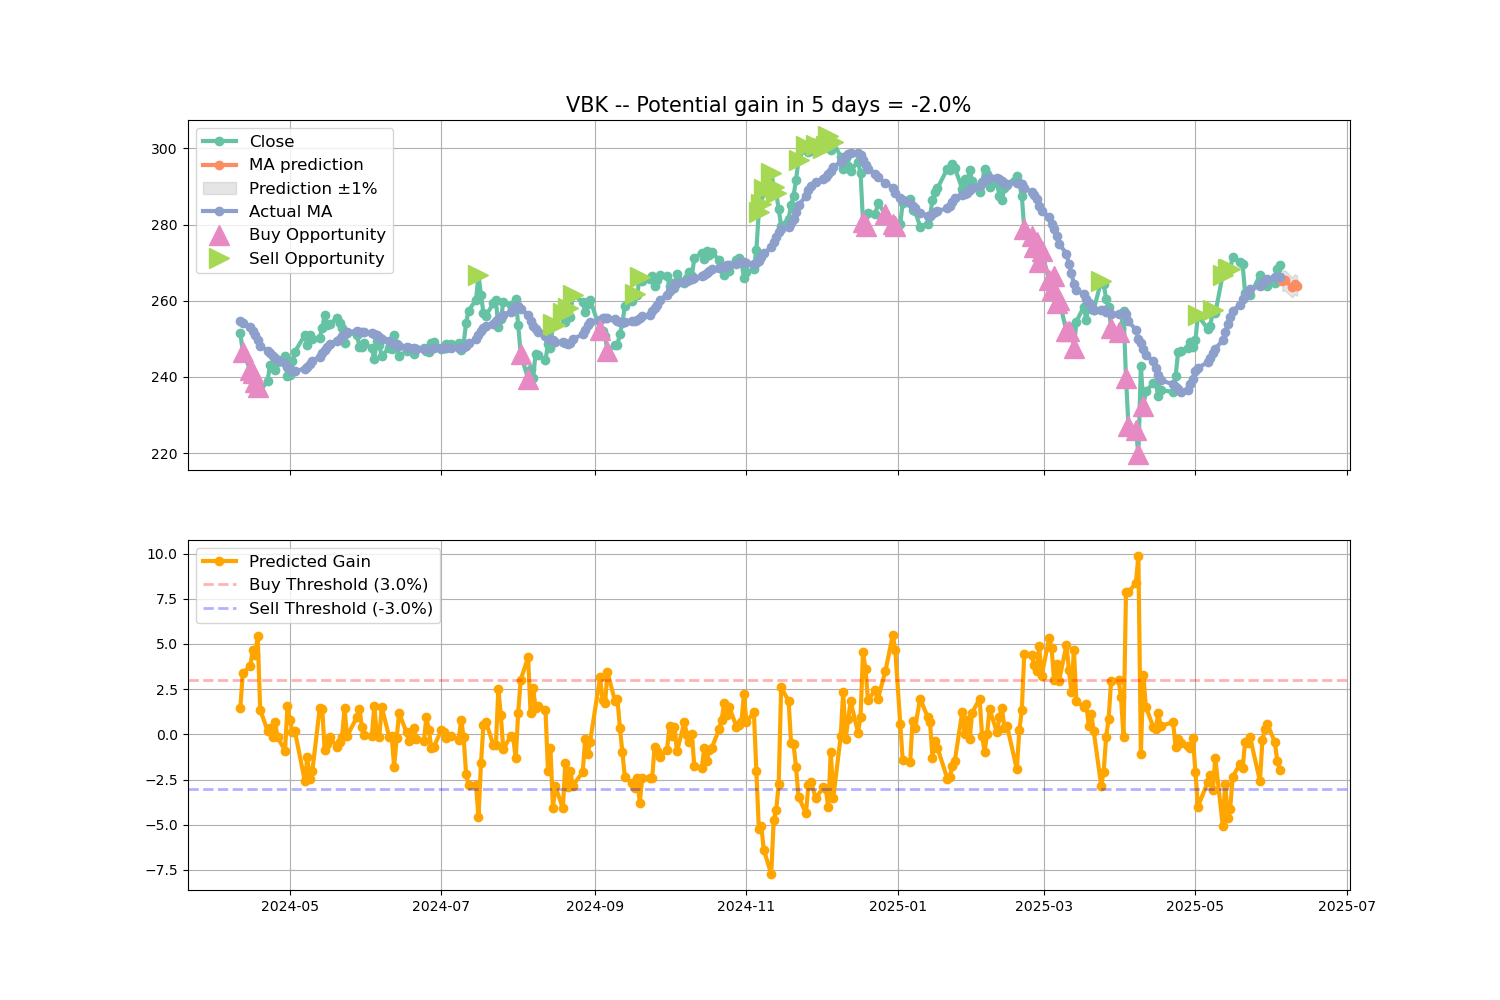 VBK -- Potential gain in 5 days = -2.0%
300
280
260
240
220
Close
MA prediction
Prediction ±1%
Actual MA
Buy Opportunity
Sell Opportunity
10.0
7.5
5.0
2.5
0.0
−2.5
−5.0
−7.5
Predicted Gain
Buy Threshold (3.0%)
Sell Threshold (-3.0%)
2024-05 2024-07 2024-09 2024-11 2025-01 2025-03 2025-05 2025-07